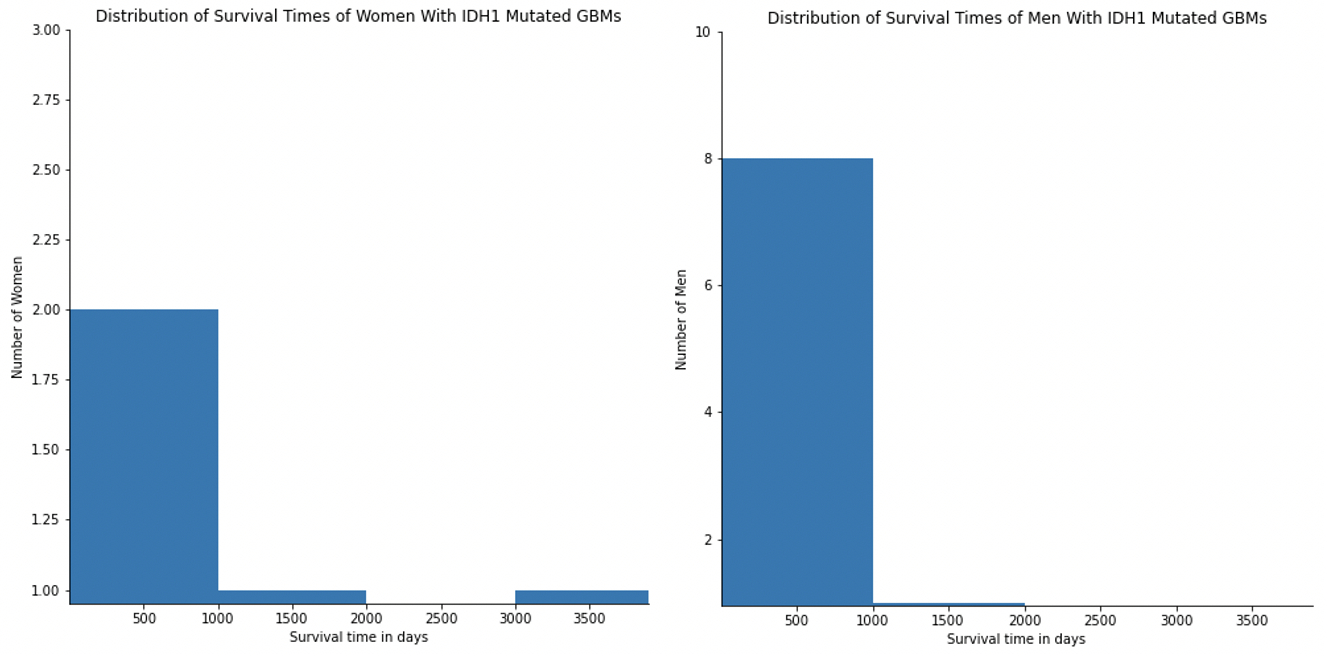 Distribution of Survival Times of Women With IDH1 Mutated GBMs
3.00
2.75
2.50
2.25
2.00
1.75
1.50
1.25
1.00
Number of Women
500 1000 1500 2000 2500 3000 3500
Survival time in days
Distribution of Survival Times of Men With IDH1 Mutated GBMs
10
8
6
4
2
Number of Men
500 1000 1500 2000 2500 3000 3500
Survival time in days